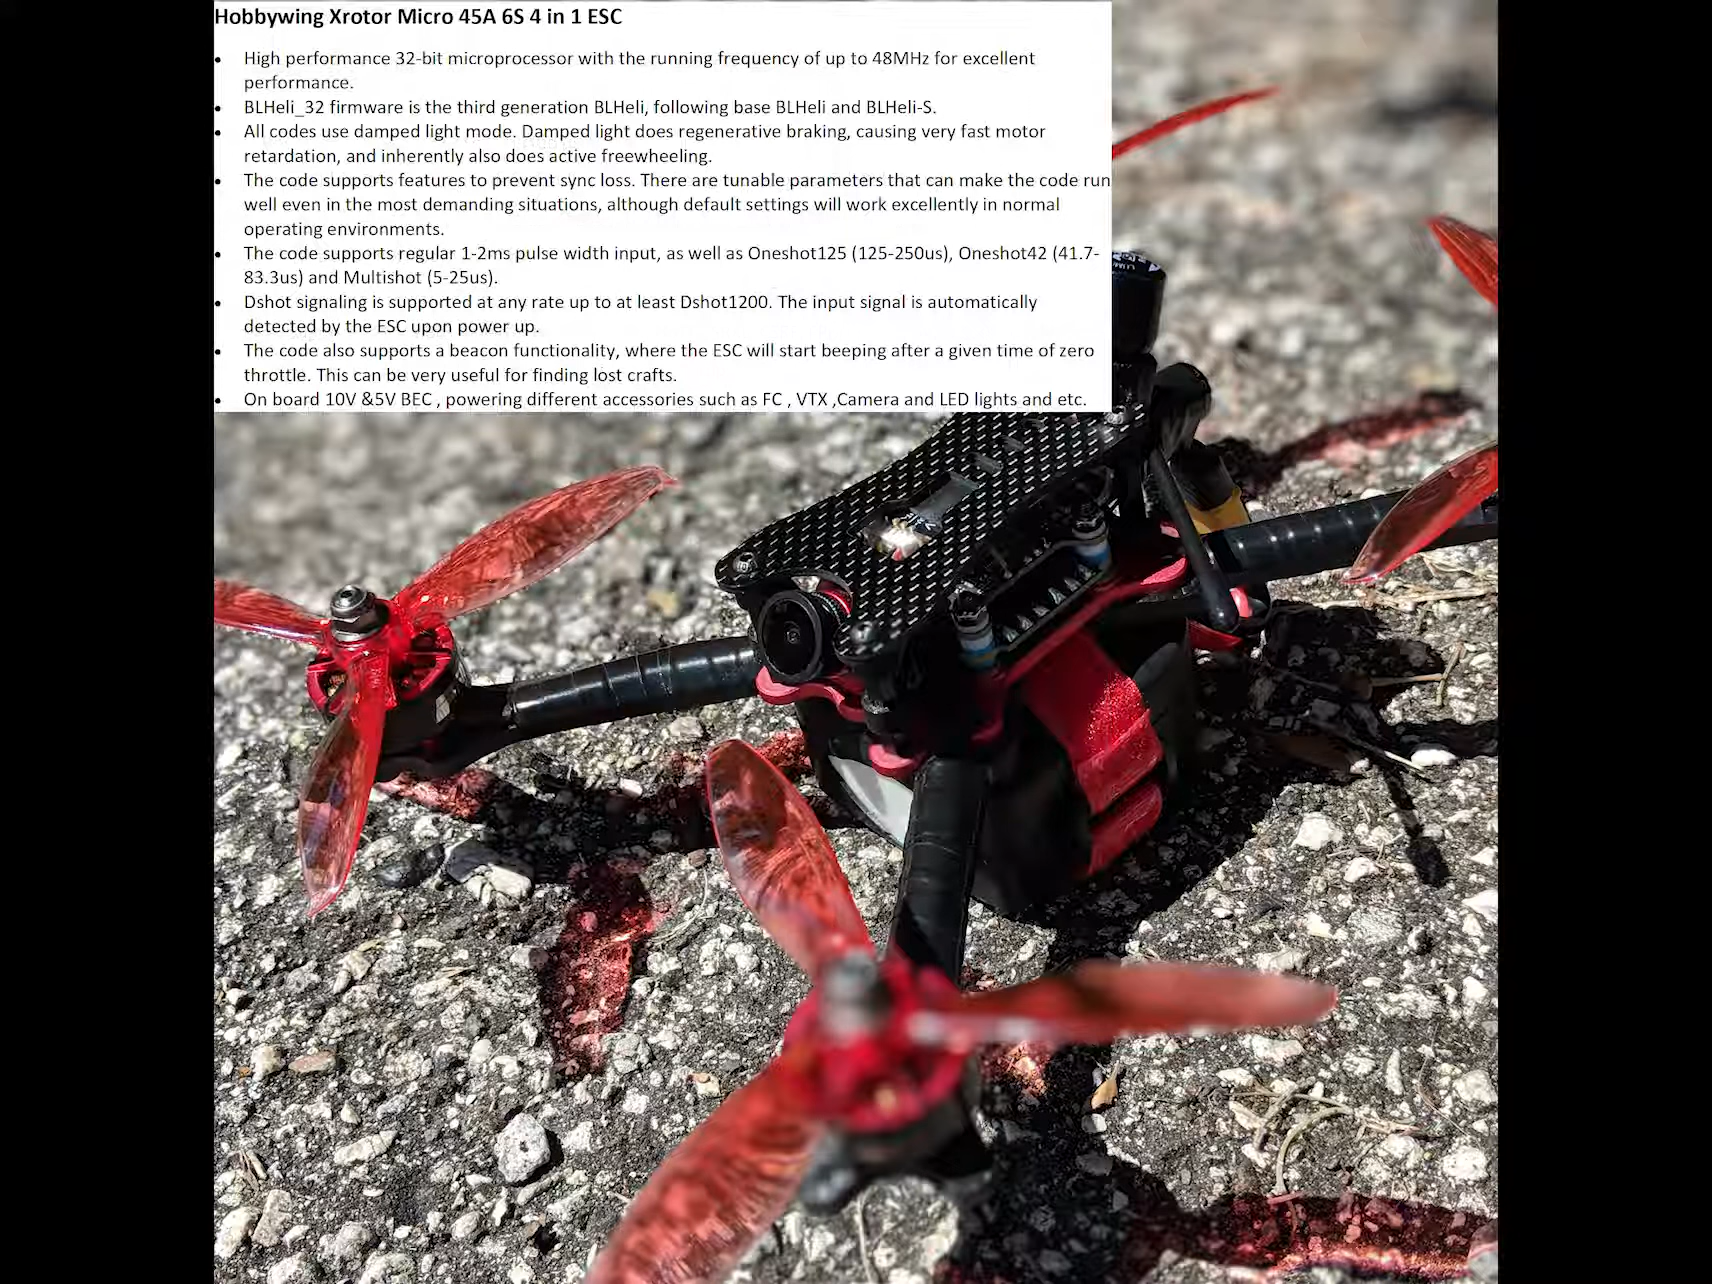 Hobbywing Xrotor Micro 45A 6S 4 in 1 ESC
• High performance 32-bit microprocessor with the running frequency of up to 48MHz for excellent
performance.
• BLHeli_32 firmware is the third generation BLHeli, following base BLHeli and BLHeli-S.
• All codes use damped light mode. Damped light does regenerative braking, causing very fast motor
retardation, and inherently also does active freewheeling.
• The code supports features to prevent sync loss. There are tunable parameters that can make the code run
well even in the most demanding situations, although default settings will work excellently in normal
operating environments.
• The code supports regular 1-2ms pulse width input, as well as Oneshot125 (125-250us), Oneshot42 (41.7-
83.3us) and Multishot (5-25us).
• Dshot signaling is supported at any rate up to at least Dshot1200. The input signal is automatically
detected by the ESC upon power up.
• The code also supports a beacon functionality, where the ESC will start beeping after a given time of zero
throttle. This can be very useful for finding lost crafts.
• On board 10V &5V BEC , powering different accessories such as FC , VTX ,Camera and LED lights and etc.